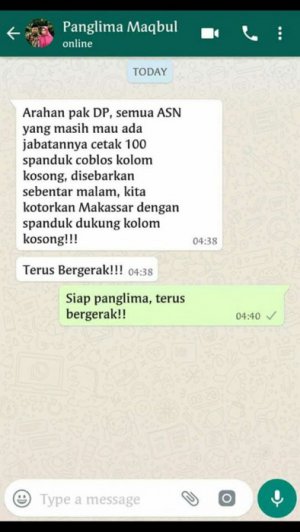 Panglima Maqbul
online
TODAY
Arahan pak DP, semua ASN
yang masih mau ada
jabatannya cetak 100
spanduk coblos kolom
kosong, disebarkan
sebentar malam, kita
kotorkan Makassar dengan
spanduk dukung kolom
kosong!!!
04:38
Terus Bergerak!!! 04:38
Siap panglima, terus
bergerak!!
04:40
Type a message